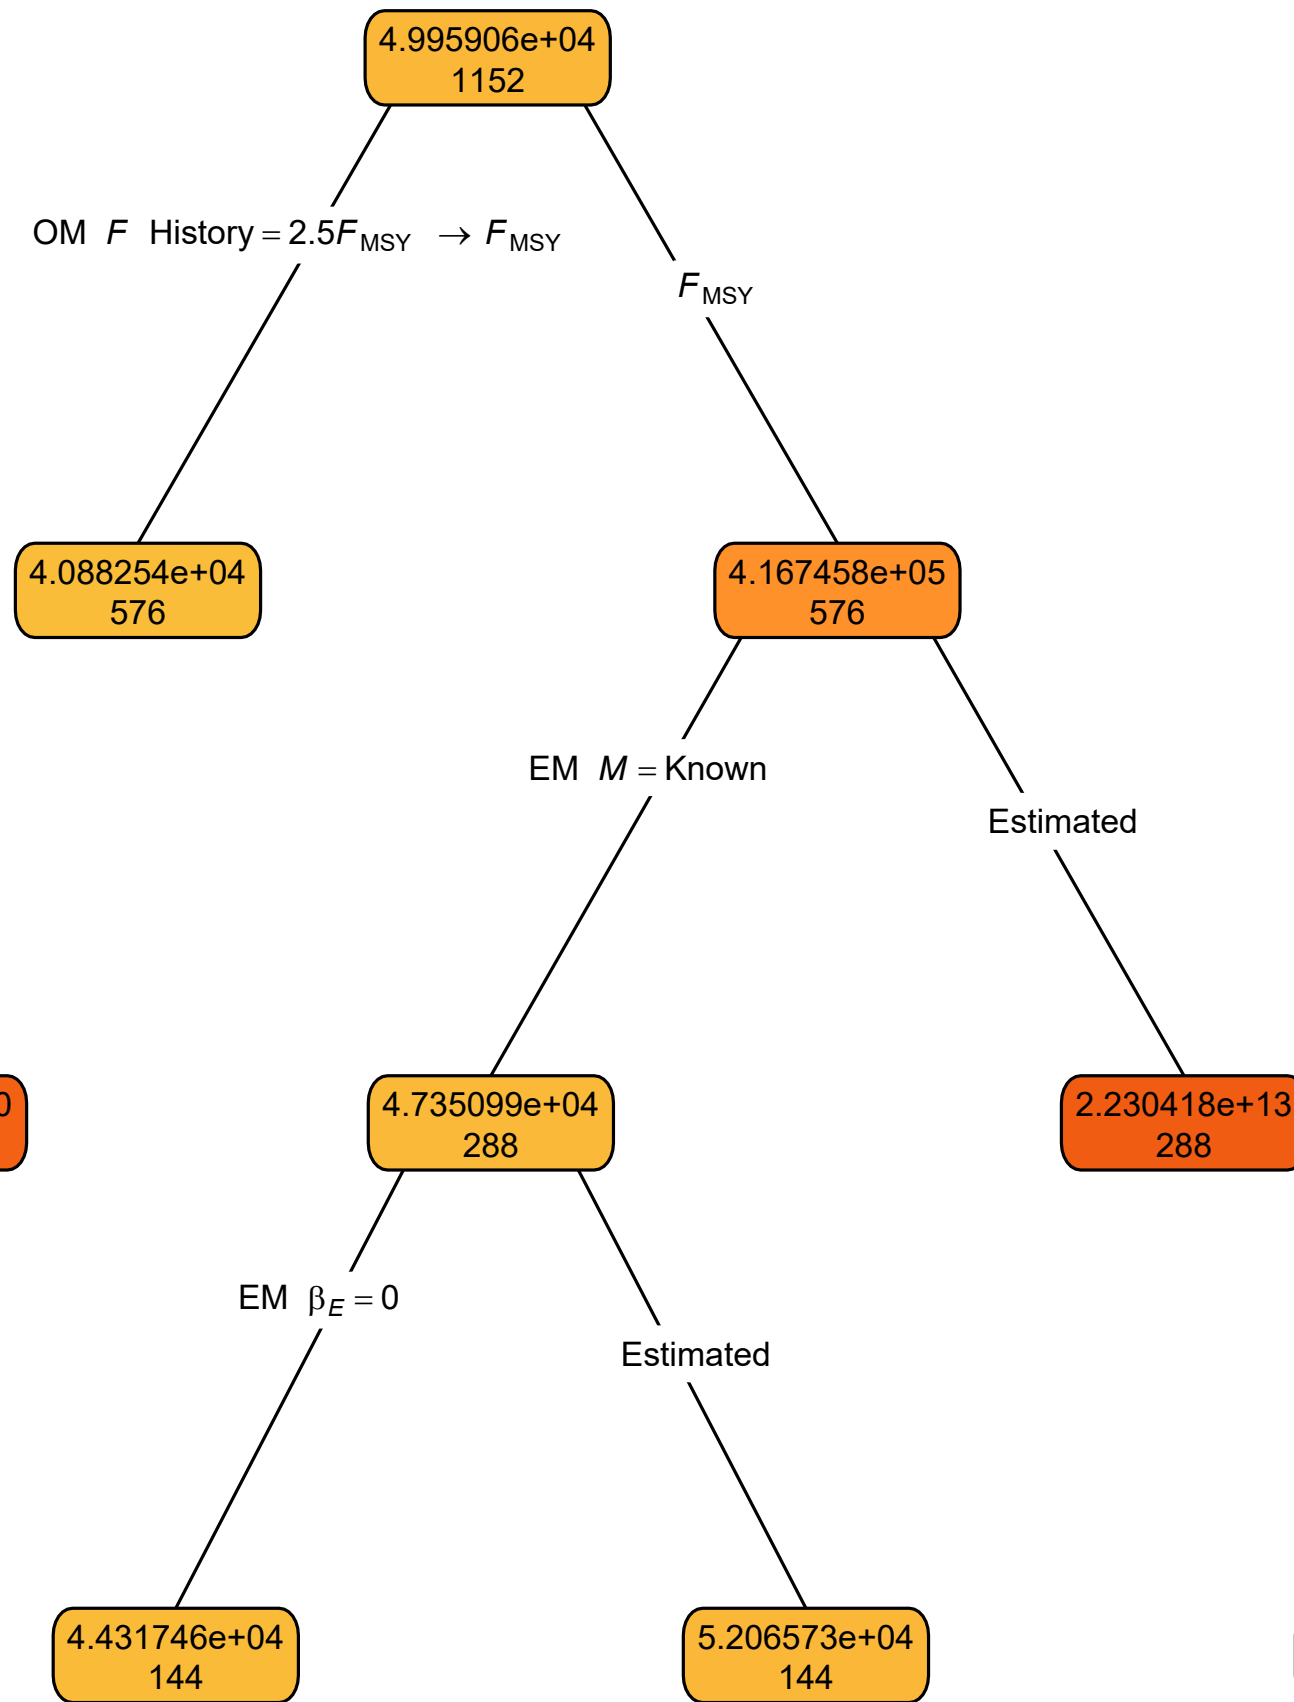 4.995906e+04
1152
OM F History = 2.5F_MSY → F_MSY
F_MSY
4.088254e+04
576
4.167458e+05
576
EM M = Known
Estimated
0
4.735099e+04
288
2.230418e+13
288
EM β_E = 0
Estimated
4.431746e+04
144
5.206573e+04
144